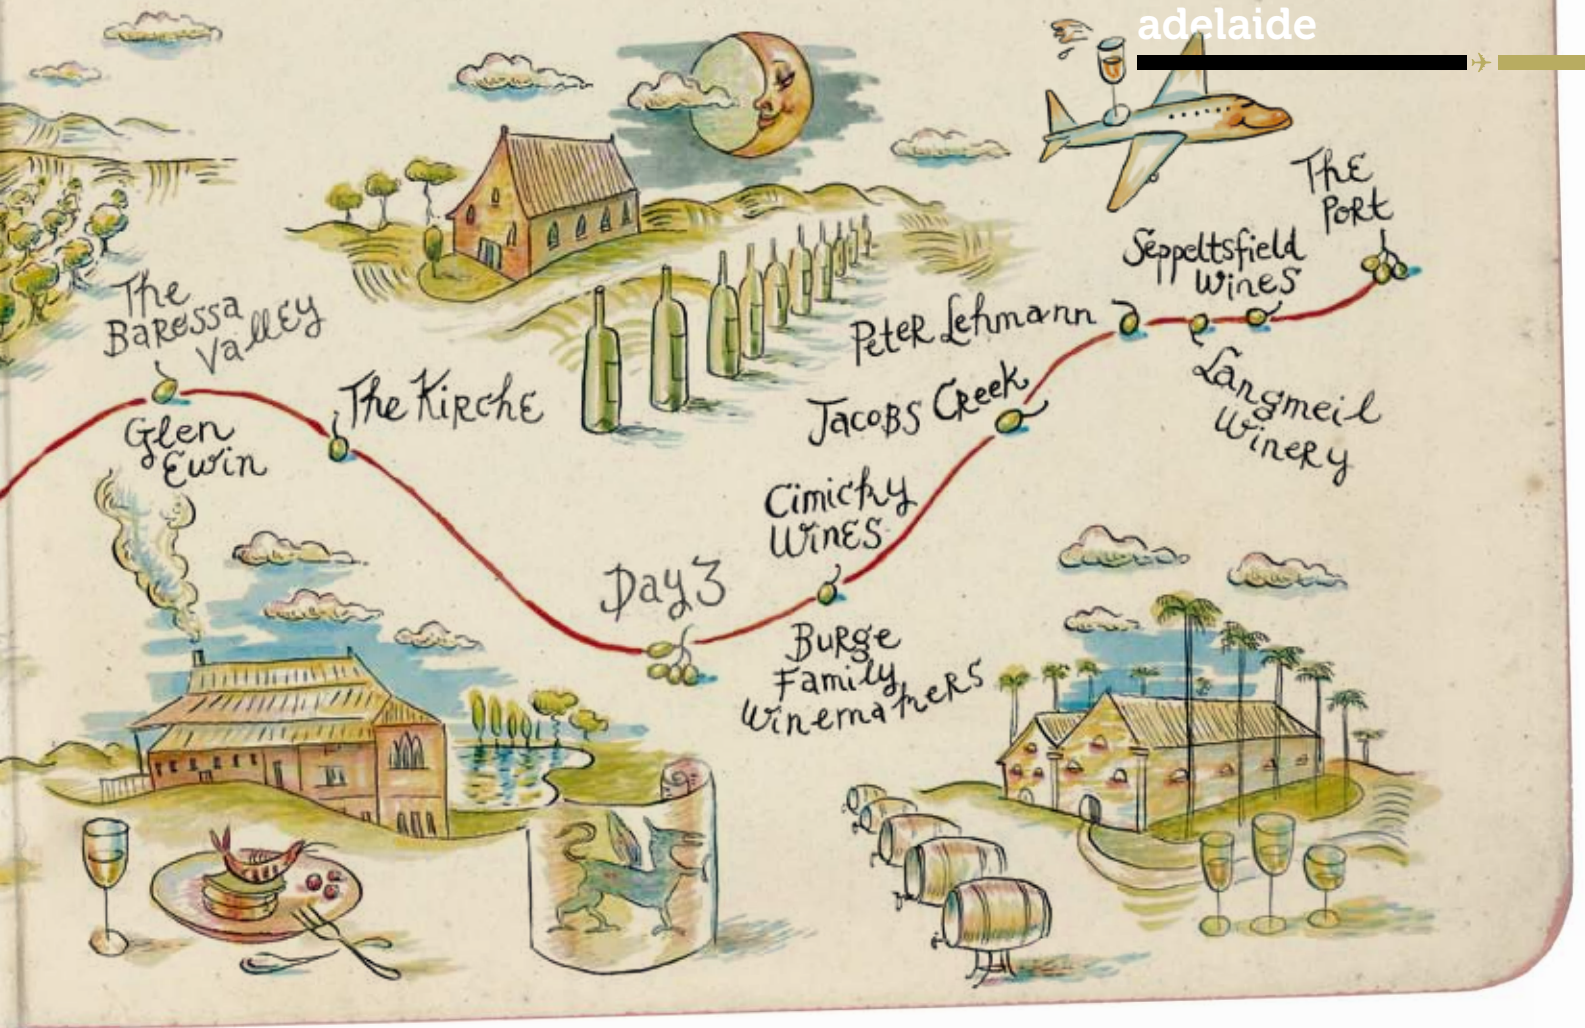 adelaide
The
Barossa
Valley
Glen
Ewin
The Kirche
Day 3
Cimicky
Wines
Burge
Family
Winemakers
Jacobs Creek
Peter Lehmann
Seppeltsfield
Wines
Langmeil
Winery
The
Port